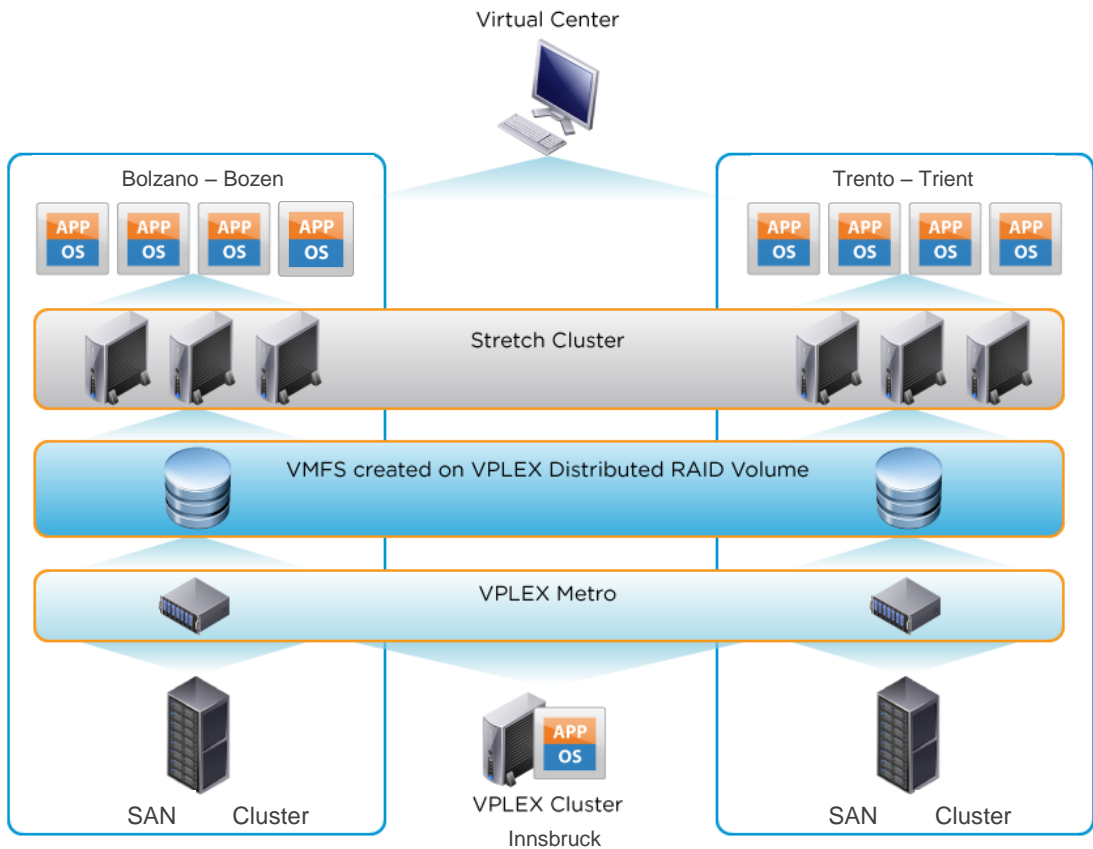 Virtual Center
Bolzano – Bozen
Trento – Trient
APP APP APP APP
OS OS OS OS
APP APP APP APP
OS OS OS OS
Stretch Cluster
VMFS created on VPLEX Distributed RAID Volume
VPLEX Metro
APP
OS
VPLEX Cluster
Innsbruck
SAN Cluster
SAN Cluster